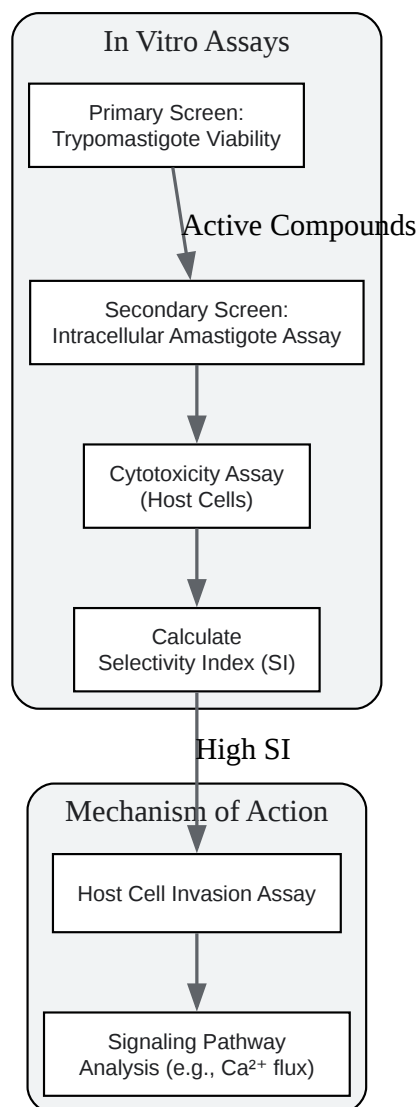 In Vitro Assays
Primary Screen:
Trypomastigote Viability
Active Compounds
Secondary Screen:
Intracellular Amastigote Assay
Cytotoxicity Assay
(Host Cells)
Calculate
Selectivity Index (SI)
High SI
Mechanism of Action
Host Cell Invasion Assay
Signaling Pathway
Analysis (e.g., Ca²⁺ flux)